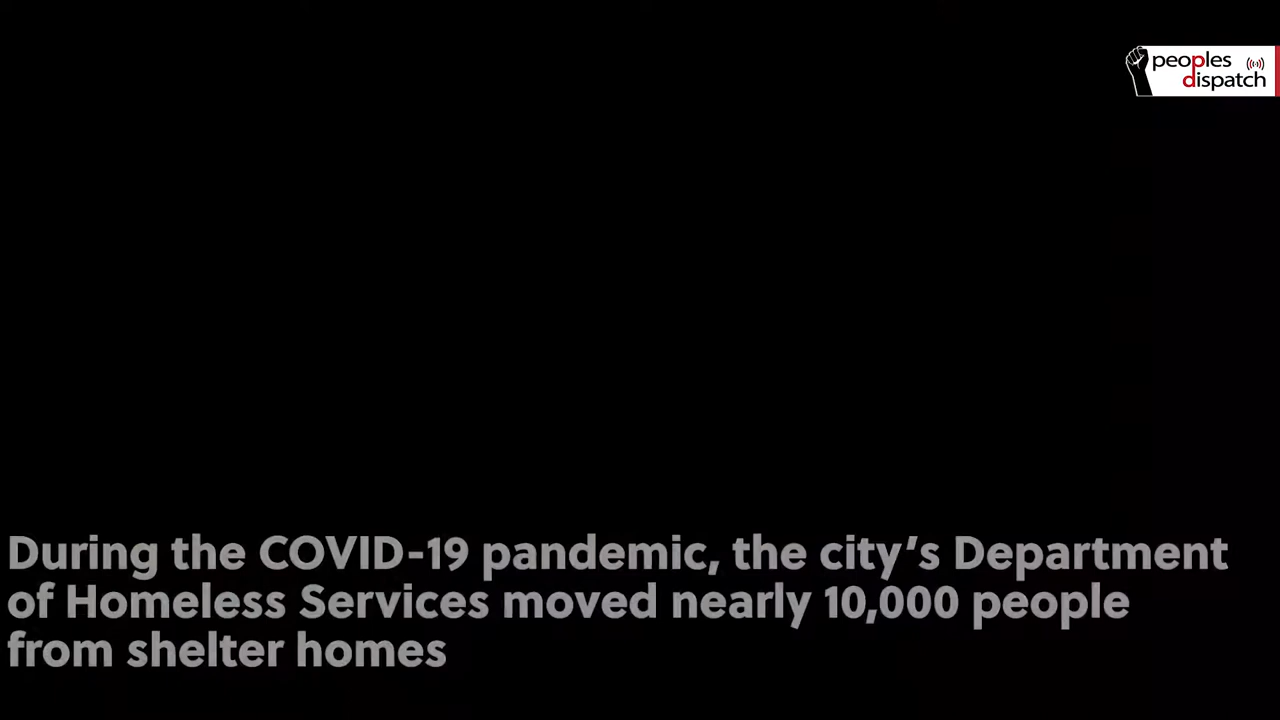 peoples
dispatch
During the COVID-19 pandemic, the city's Department
of Homeless Services moved nearly 10,000 people
from shelter homes